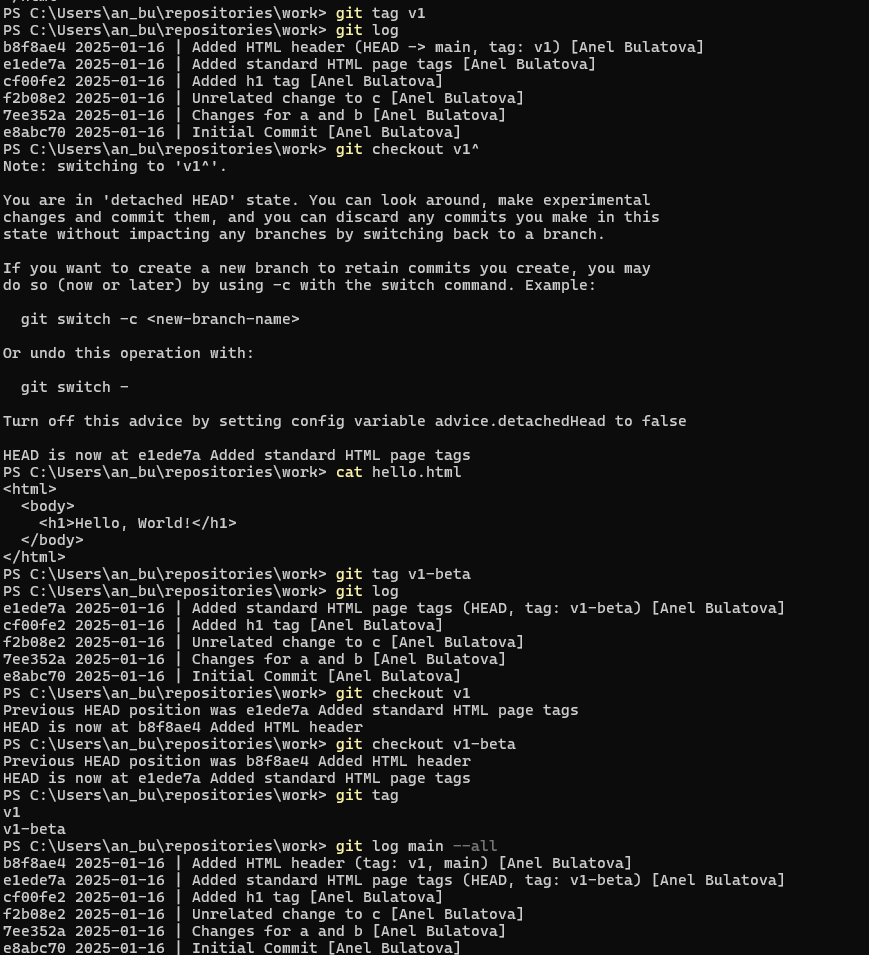 PS C:\Users\an_bu\repositories\work> git tag v1
PS C:\Users\an_bu\repositories\work> git log
b8f8ae4 2025-01-16 | Added HTML header (HEAD -> main, tag: v1) [Anel Bulatova]
e1ede7a 2025-01-16 | Added standard HTML page tags [Anel Bulatova]
cf00fe2 2025-01-16 | Added h1 tag [Anel Bulatova]
f2b08e2 2025-01-16 | Unrelated change to c [Anel Bulatova]
7ee352a 2025-01-16 | Changes for a and b [Anel Bulatova]
e8abc70 2025-01-16 | Initial Commit [Anel Bulatova]
PS C:\Users\an_bu\repositories\work> git checkout v1^
Note: switching to 'v1^'.

You are in 'detached HEAD' state. You can look around, make experimental
changes and commit them, and you can discard any commits you make in this
state without impacting any branches by switching back to a branch.

If you want to create a new branch to retain commits you create, you may
do so (now or later) by using -c with the switch command. Example:

  git switch -c <new-branch-name>

Or undo this operation with:

  git switch -

Turn off this advice by setting config variable advice.detachedHead to false

HEAD is now at e1ede7a Added standard HTML page tags
PS C:\Users\an_bu\repositories\work> cat hello.html
<html>
  <body>
    <h1>Hello, World!</h1>
  </body>
</html>
PS C:\Users\an_bu\repositories\work> git tag v1-beta
PS C:\Users\an_bu\repositories\work> git log
e1ede7a 2025-01-16 | Added standard HTML page tags (HEAD, tag: v1-beta) [Anel Bulatova]
cf00fe2 2025-01-16 | Added h1 tag [Anel Bulatova]
f2b08e2 2025-01-16 | Unrelated change to c [Anel Bulatova]
7ee352a 2025-01-16 | Changes for a and b [Anel Bulatova]
e8abc70 2025-01-16 | Initial Commit [Anel Bulatova]
PS C:\Users\an_bu\repositories\work> git checkout v1
Previous HEAD position was e1ede7a Added standard HTML page tags
HEAD is now at b8f8ae4 Added HTML header
PS C:\Users\an_bu\repositories\work> git checkout v1-beta
Previous HEAD position was b8f8ae4 Added HTML header
HEAD is now at e1ede7a Added standard HTML page tags
PS C:\Users\an_bu\repositories\work> git tag
v1
v1-beta
PS C:\Users\an_bu\repositories\work> git log main --all
b8f8ae4 2025-01-16 | Added HTML header (tag: v1, main) [Anel Bulatova]
e1ede7a 2025-01-16 | Added standard HTML page tags (HEAD, tag: v1-beta) [Anel Bulatova]
cf00fe2 2025-01-16 | Added h1 tag [Anel Bulatova]
f2b08e2 2025-01-16 | Unrelated change to c [Anel Bulatova]
7ee352a 2025-01-16 | Changes for a and b [Anel Bulatova]
e8abc70 2025-01-16 | Initial Commit [Anel Bulatova]